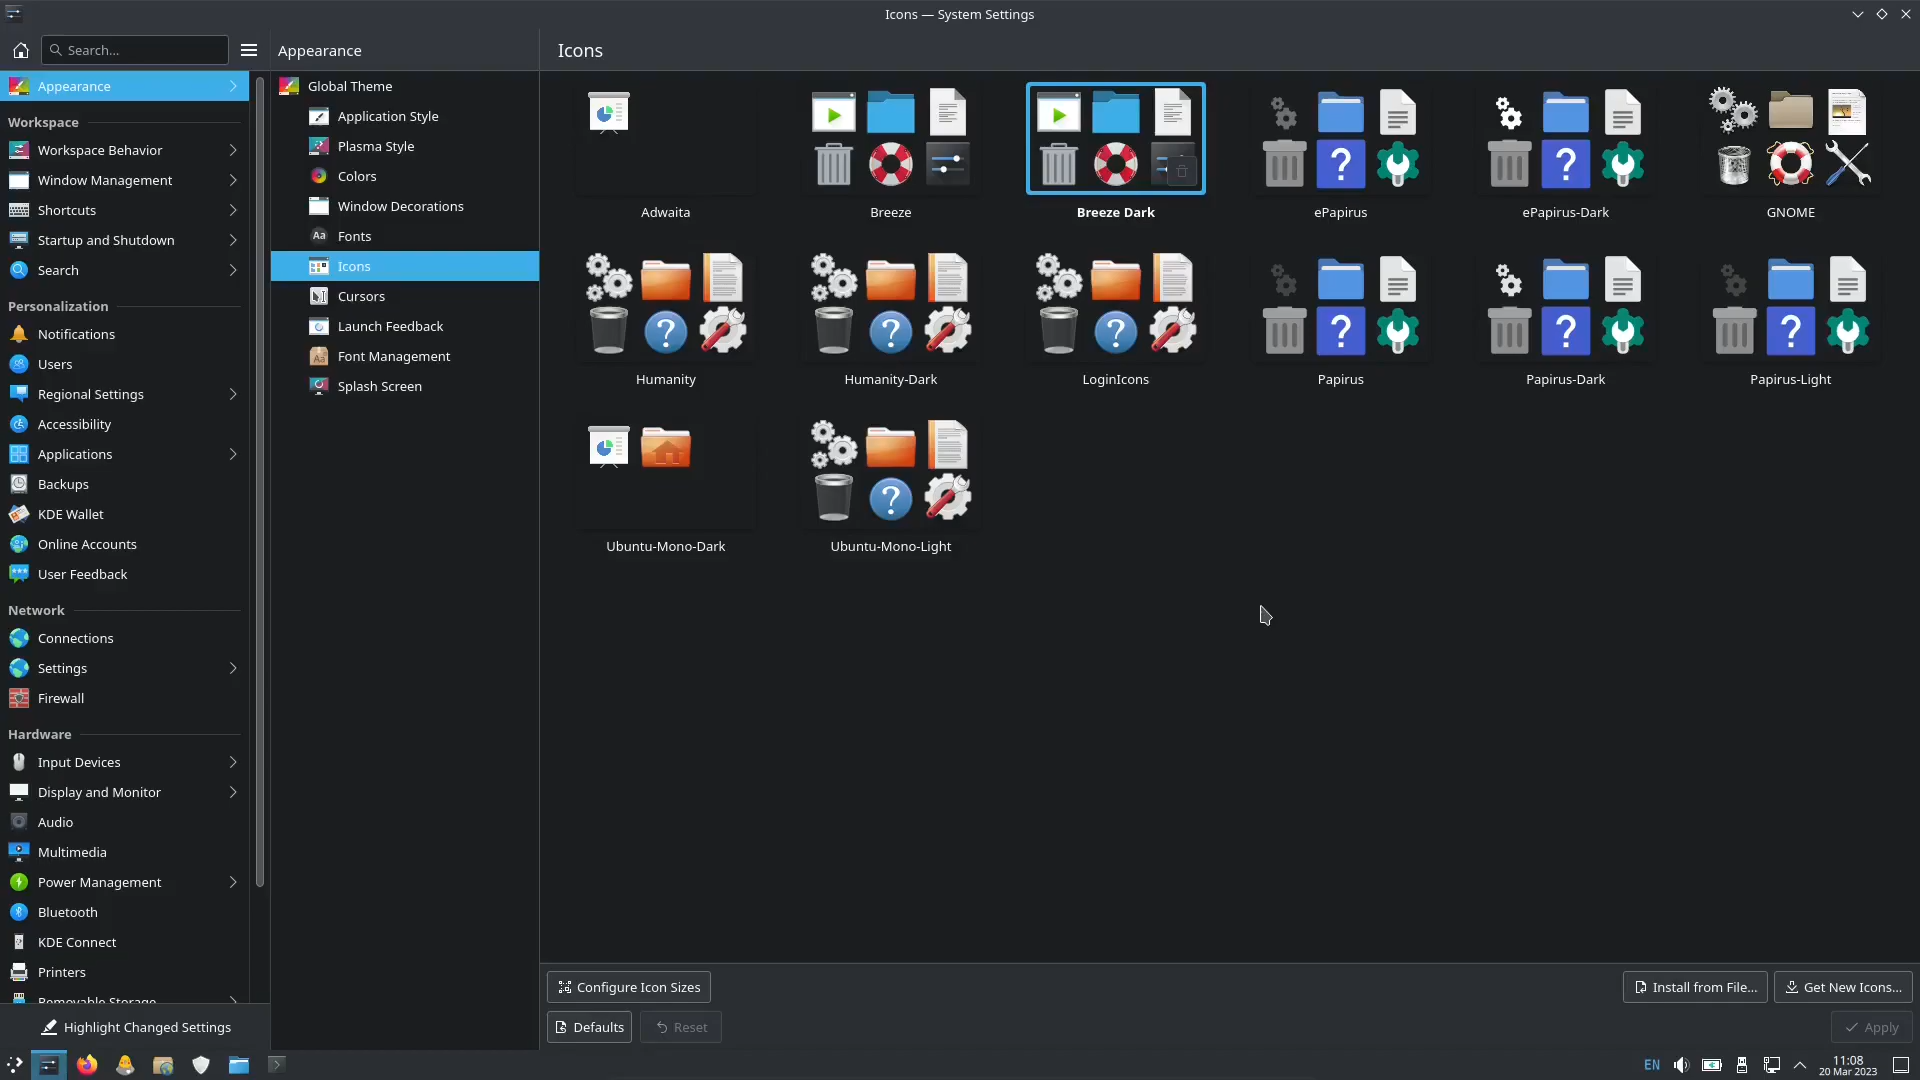 Icons — System Settings
Search...
Appearance
Icons
Appearance
Workspace
Workspace Behavior
Window Management
Shortcuts
Startup and Shutdown
Search
Personalization
Notifications
Users
Regional Settings
Accessibility
Applications
Backups
KDE Wallet
Online Accounts
User Feedback
Network
Connections
Settings
Firewall
Hardware
Input Devices
Display and Monitor
Audio
Multimedia
Power Management
Bluetooth
KDE Connect
Printers
Removable Storage
Highlight Changed Settings
Global Theme
Application Style
Plasma Style
Colors
Window Decorations
Fonts
Icons
Cursors
Launch Feedback
Font Management
Splash Screen
Adwaita
Breeze
Breeze Dark
ePapirus
ePapirus-Dark
GNOME
Humanity
Humanity-Dark
LoginIcons
Papirus
Papirus-Dark
Papirus-Light
Ubuntu-Mono-Dark
Ubuntu-Mono-Light
Configure Icon Sizes
Install from File...
Get New Icons...
Defaults
Reset
Apply
EN
11:08
20 Mar 2023